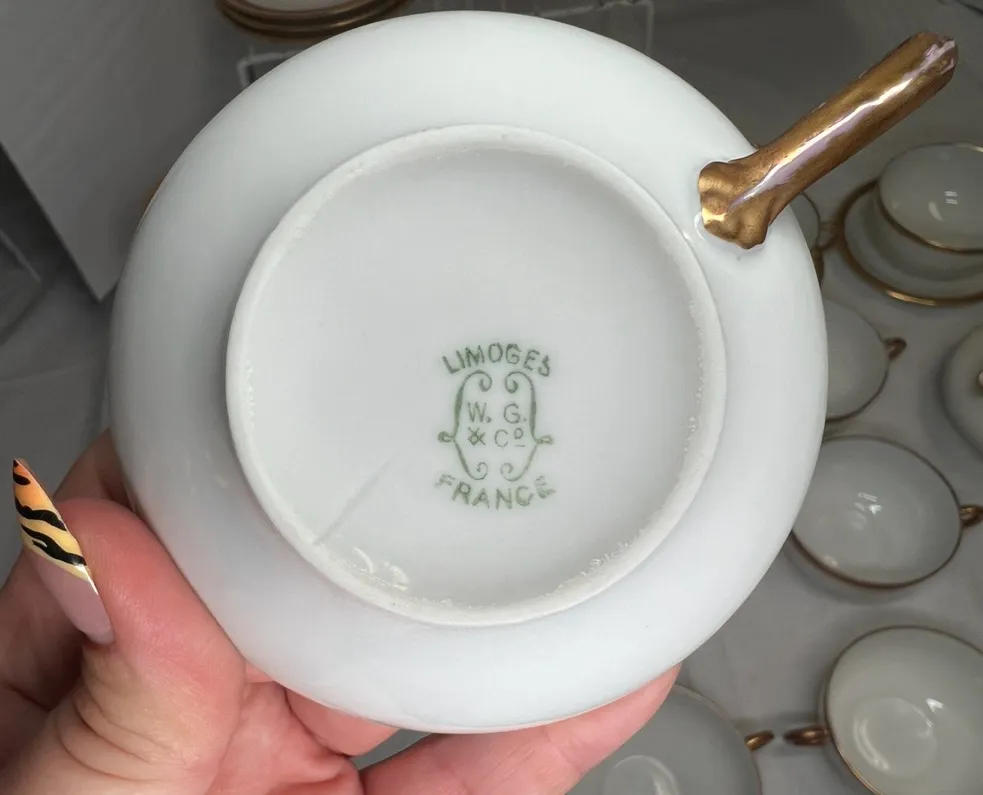 LIMOGES
W. G.
& Cº
FRANCE